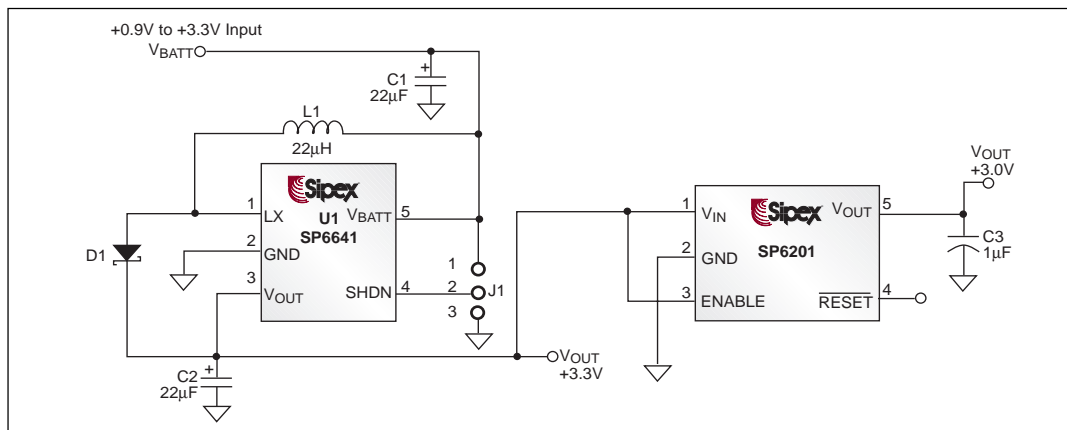 +0.9V to +3.3V Input
VBATT
C1
22µF
+
L1
22µH
Sipex
U1
SP6641
1
LX
VBATT
5
2
GND
3
VOUT
SHDN
4
D1
1
2
3
J1
C2
22µF
+
VOUT
+3.3V
Sipex
SP6201
1
VIN
VOUT
5
2
GND
3
ENABLE
RESET
4
VOUT
+3.0V
C3
1µF